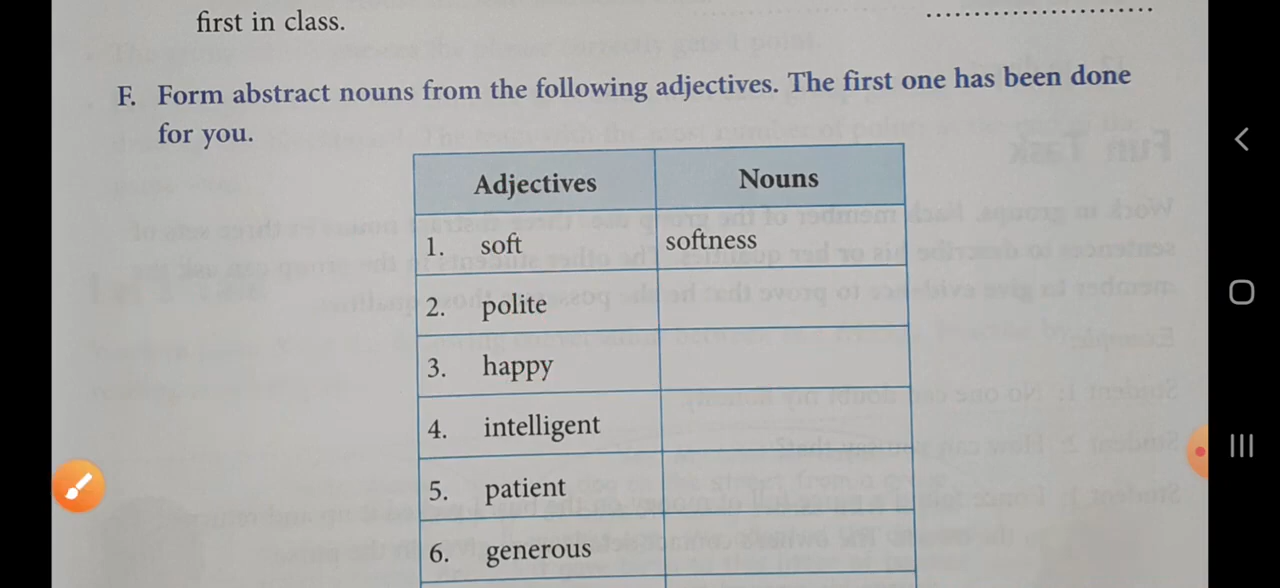 first in class.
F. Form abstract nouns from the following adjectives. The first one has been done
for you.
Adjectives Nouns
1. soft softness
2. polite
3. happy
4. intelligent
5. patient
6. generous